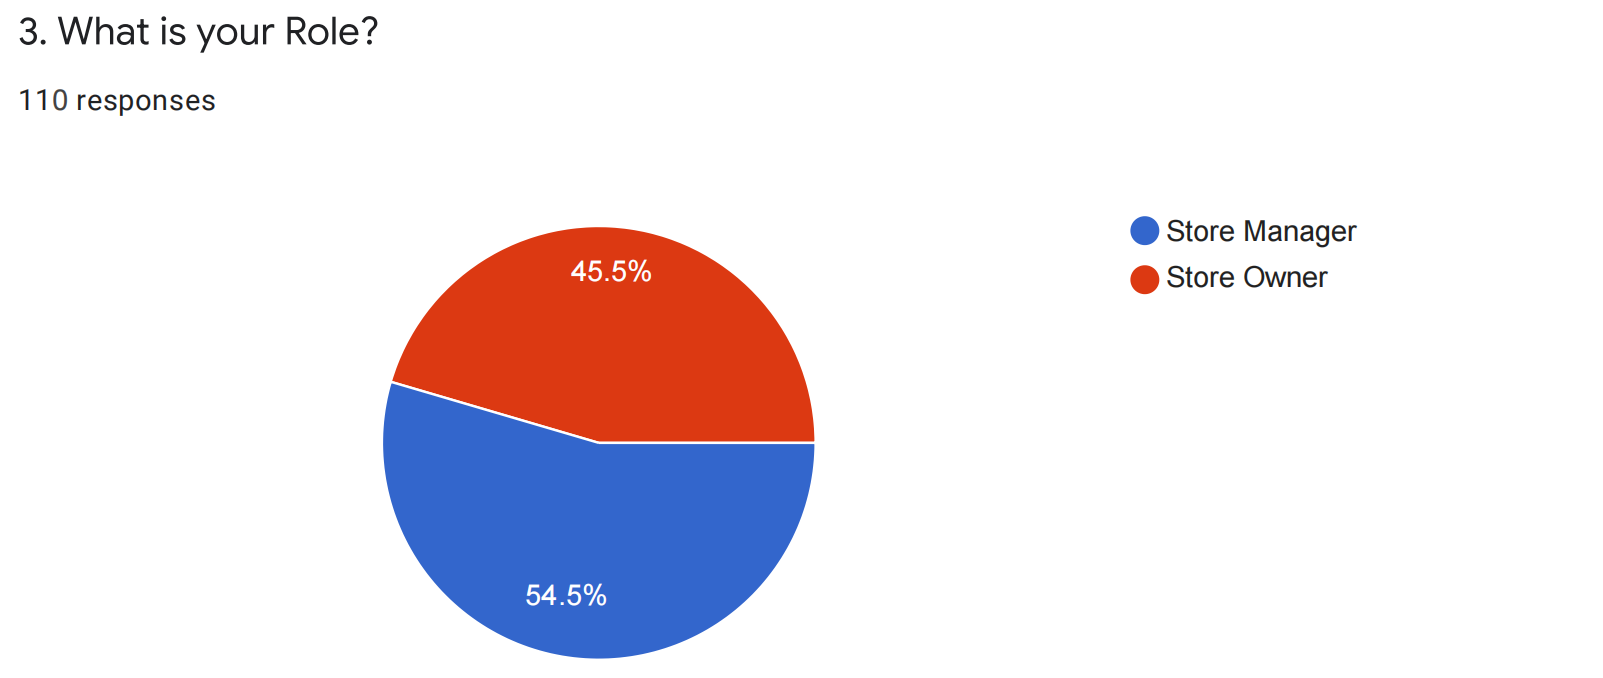 3. What is your Role?
110 responses
45.5%
54.5%
Store Manager
Store Owner